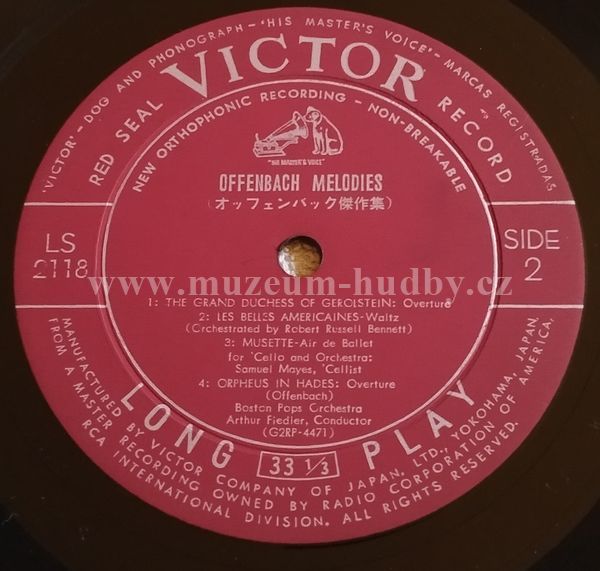 "VICTOR"-DOG AND PHONOGRAPH-'HIS MASTER'S VOICE'-MARCAS REGISTRADAS
RED SEAL VICTOR RECORD
NEW ORTHOPHONIC RECORDING - NON-BREAKABLE
"HIS MASTER'S VOICE"
OFFENBACH MELODIES
(オッフェンバック傑作集)
LS
2118
SIDE
2
www.muzeum-hudby.cz
1: THE GRAND DUCHESS OF GEROLSTEIN: Overture
2: LES BELLES AMERICAINES-Waltz
(Orchestrated by Robert Russell Bennett)
3: MUSETTE-Air de Ballet
for 'Cello and Orchestra:
Samuel Mayes, 'Cellist
4: ORPHEUS IN HADES: Overture
(Offenbach)
Boston Pops Orchestra
Arthur Fiedler, Conductor
(G2RP-4471)
LONG 33 1/3 PLAY
MANUFACTURED BY VICTOR COMPANY OF JAPAN, LTD., YOKOHAMA, JAPAN,
FROM A MASTER RECORDING OWNED BY RADIO CORPORATION OF AMERICA.
RCA INTERNATIONAL DIVISION. ALL RIGHTS RESERVED.